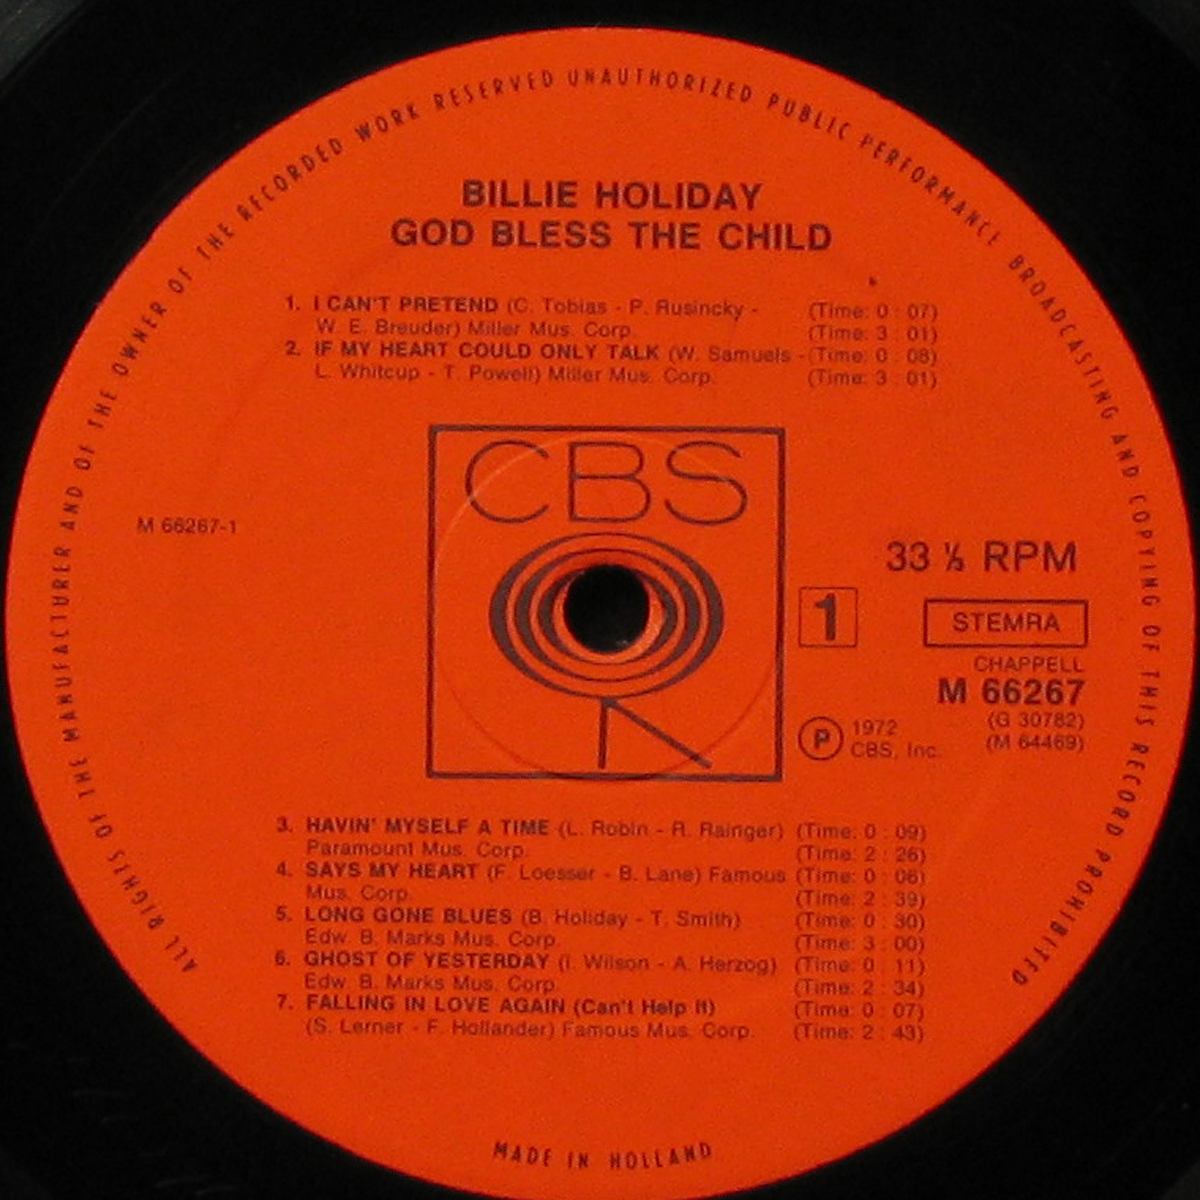 ALL RIGHTS OF THE MANUFACTURER AND OF THE OWNER OF THE RECORDED WORK RESERVED UNAUTHORIZED PUBLIC PERFORMANCE BROADCASTING AND COPYING OF THIS RECORD PROHIBITED
BILLIE HOLIDAY
GOD BLESS THE CHILD
1. I CAN'T PRETEND (C. Tobias - P. Rusincky - (Time: 0 : 07)
W. E. Breuder) Miller Mus. Corp. (Time: 3 : 01)
2. IF MY HEART COULD ONLY TALK (W. Samuels - (Time: 0 : 08)
L. Whitcup - T. Powell) Miller Mus. Corp. (Time: 3 : 01)
CBS
M 66267-1
33 ⅓ RPM
1
STEMRA
CHAPPELL
M 66267
(G 30782)
(M 64469)
℗ 1972
CBS, Inc.
3. HAVIN' MYSELF A TIME (L. Robin - R. Rainger) (Time: 0 : 09)
Paramount Mus. Corp. (Time: 2 : 26)
4. SAYS MY HEART (F. Loesser - B. Lane) Famous (Time: 0 : 06)
Mus. Corp. (Time: 2 : 39)
5. LONG GONE BLUES (B. Holiday - T. Smith) (Time: 0 : 30)
Edw. B. Marks Mus. Corp. (Time: 3 : 00)
6. GHOST OF YESTERDAY (I. Wilson - A. Herzog) (Time: 0 : 11)
Edw. B. Marks Mus. Corp. (Time: 2 : 34)
7. FALLING IN LOVE AGAIN (Can't Help It) (Time: 0 : 07)
(S. Lerner - F. Hollander) Famous Mus. Corp. (Time: 2 : 43)
MADE IN HOLLAND